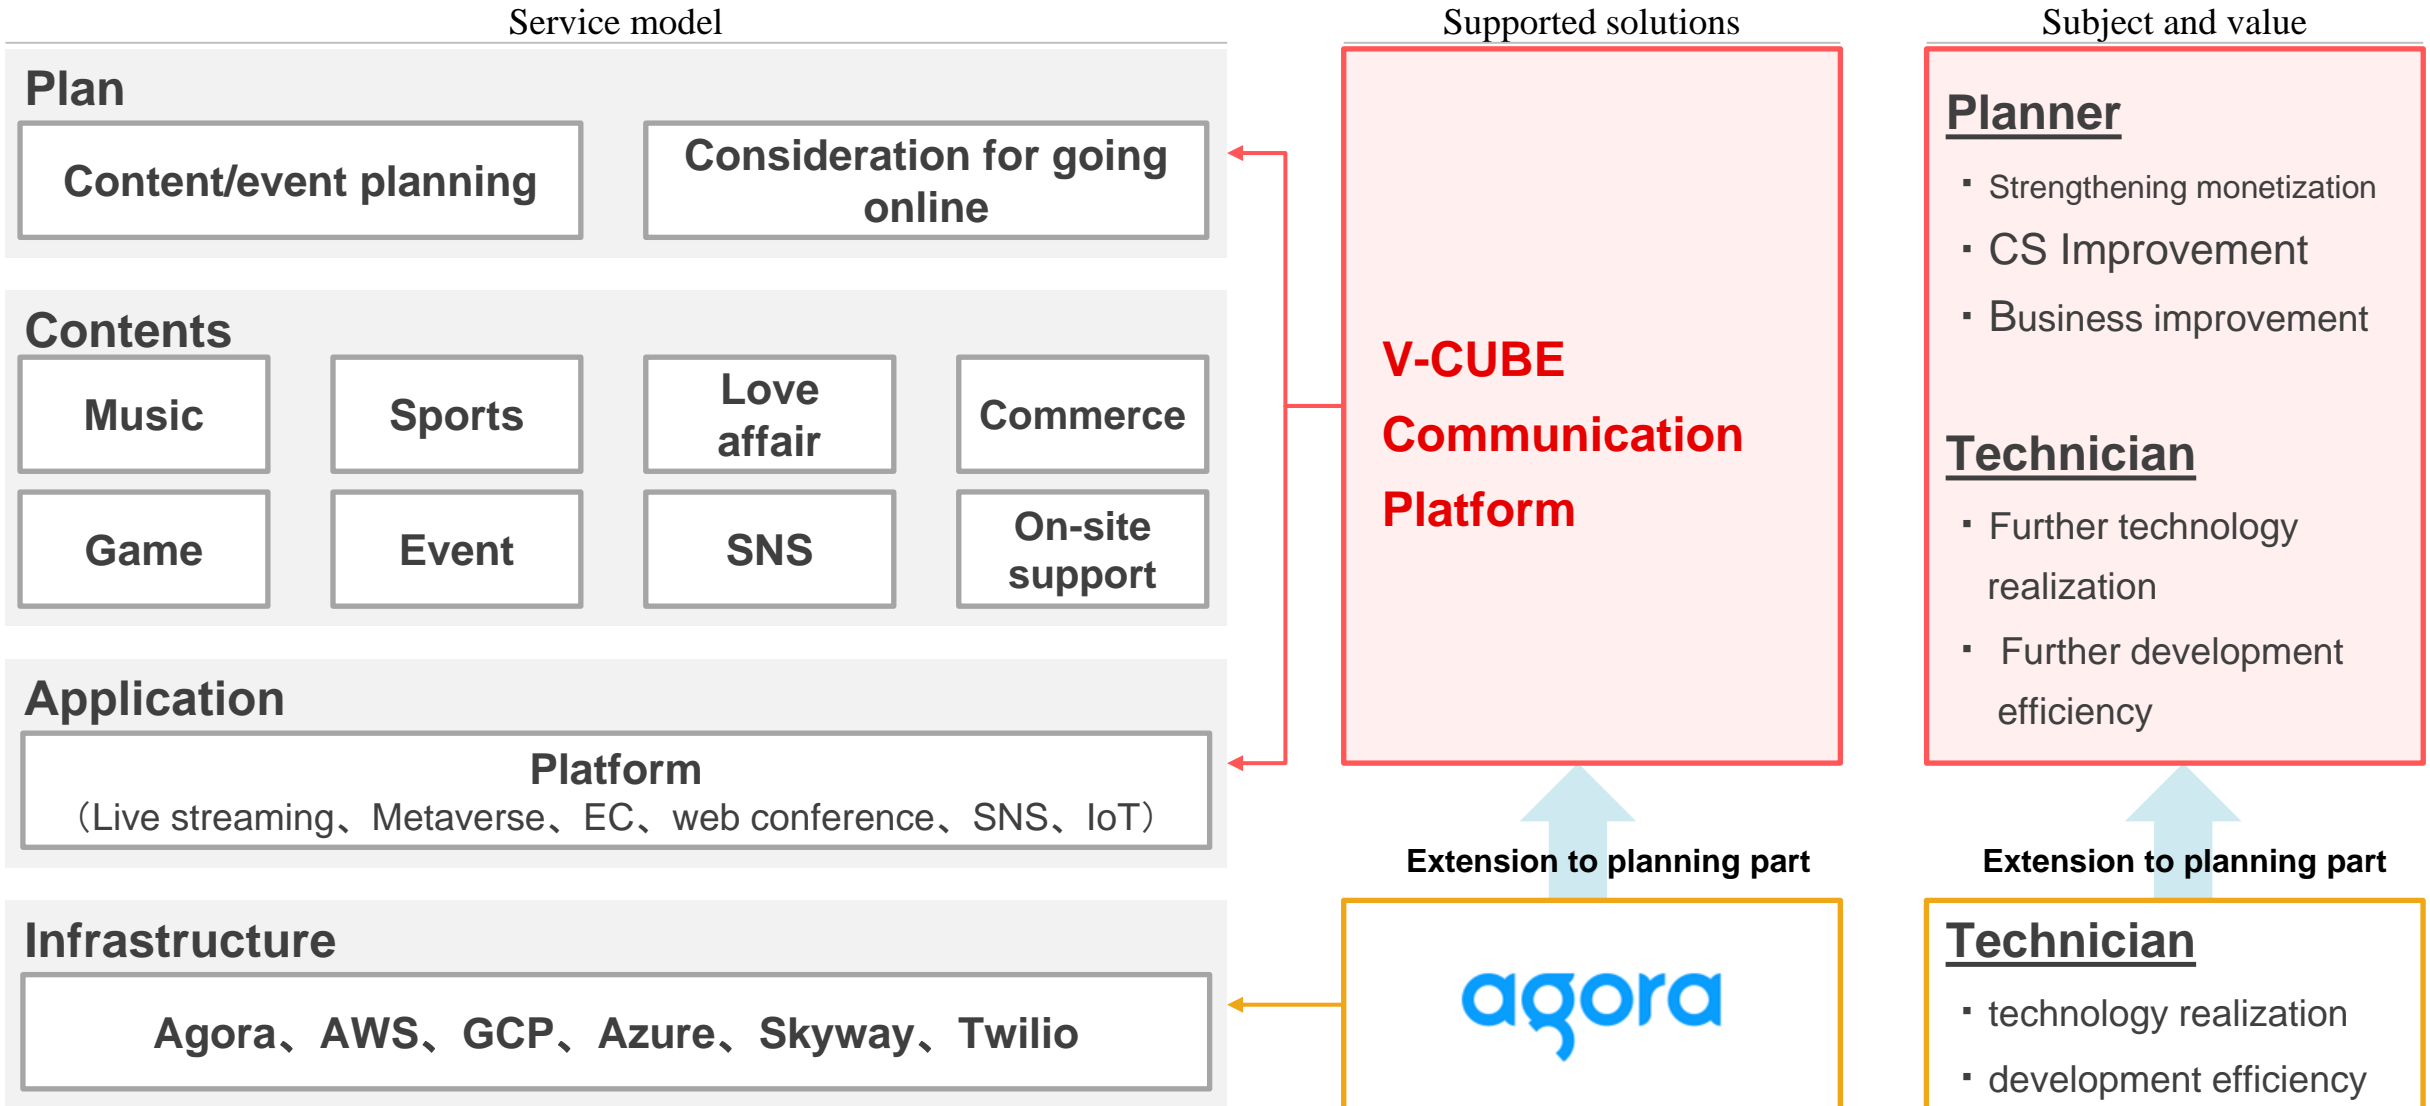 Service model
Supported solutions
Subject and value
Plan
Content/event planning
Consideration for going
online
Contents
Music
Sports
Love
affair
Commerce
Game
Event
SNS
On-site
support
Application
Platform
（Live streaming、Metaverse、EC、web conference、SNS、IoT）
Infrastructure
Agora、AWS、GCP、Azure、Skyway、Twilio
V-CUBE
Communication
Platform
Extension to planning part
agora
Planner
・Strengthening monetization
・CS Improvement
・Business improvement
Technician
・Further technology
realization
・ Further development
efficiency
Extension to planning part
Technician
・technology realization
・development efficiency